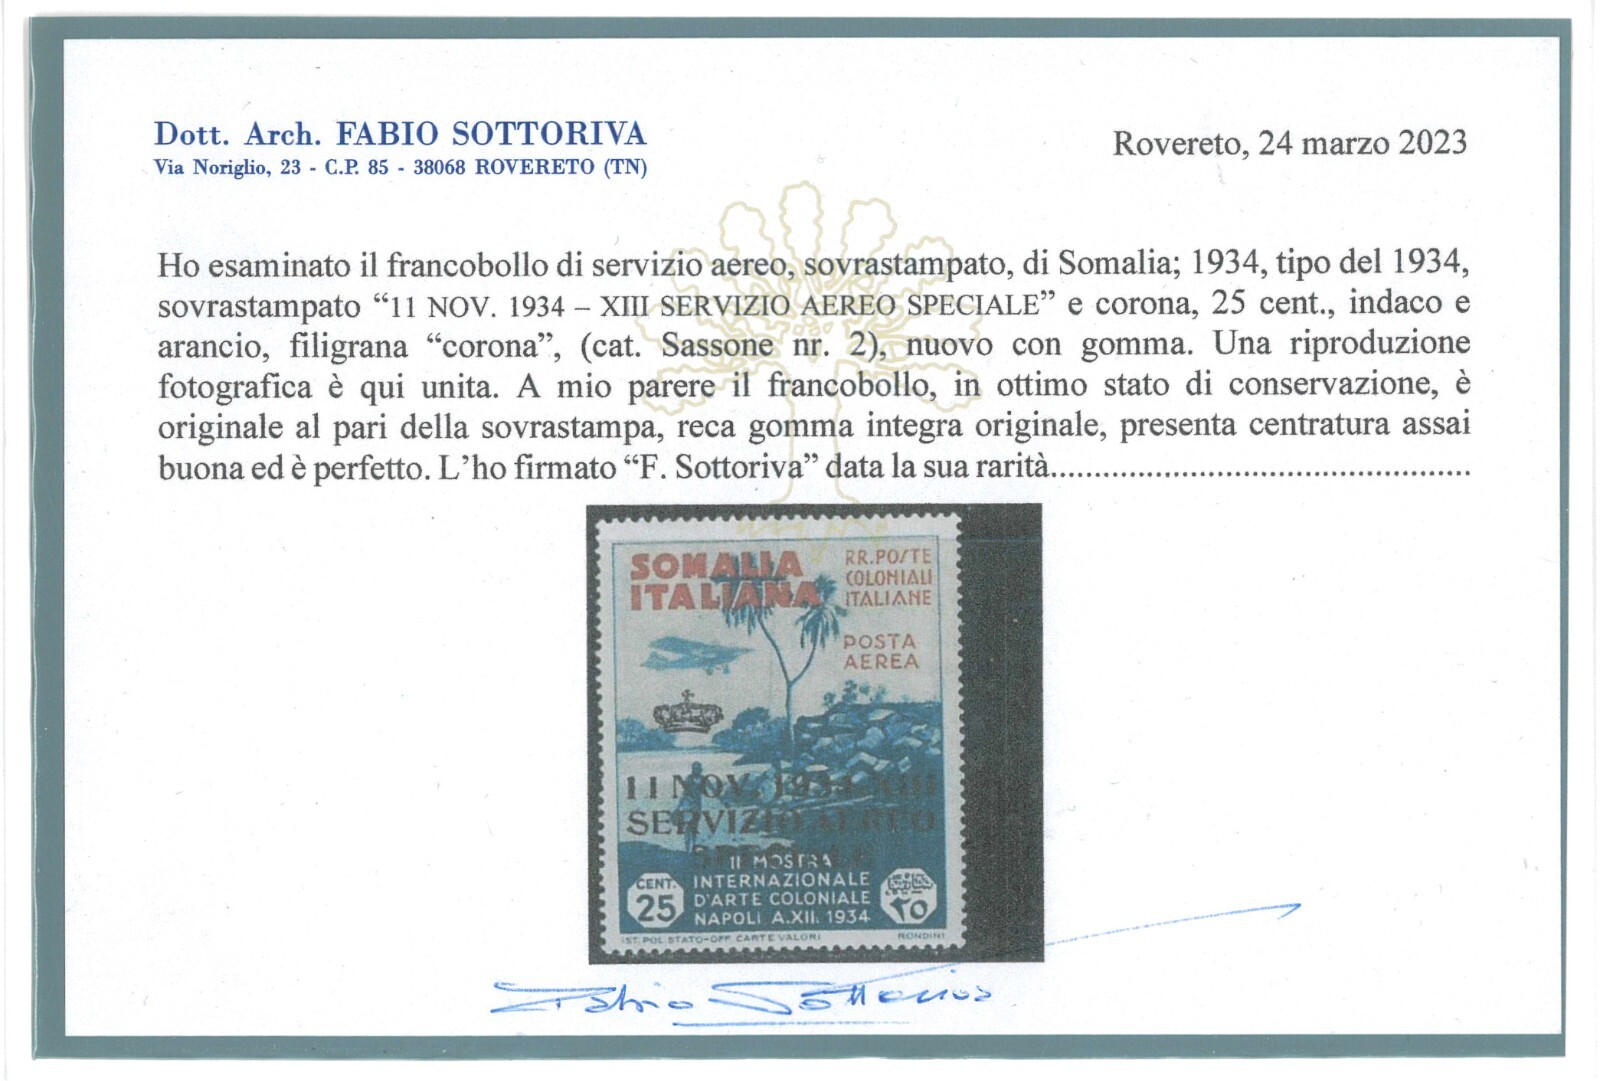 Dott. Arch. FABIO SOTTORIVA
Via Noriglio, 23 - C.P. 85 - 38068 ROVERETO (TN)
Rovereto, 24 marzo 2023
Ho esaminato il francobollo di servizio aereo, sovrastampato, di Somalia; 1934, tipo del 1934,
sovrastampato “11 NOV. 1934 – XIII SERVIZIO AEREO SPECIALE” e corona, 25 cent., indaco e
arancio, filigrana “corona”, (cat. Sassone nr. 2), nuovo con gomma. Una riproduzione
fotografica è qui unita. A mio parere il francobollo, in ottimo stato di conservazione, è
originale al pari della sovrastampa, reca gomma integra originale, presenta centratura assai
buona ed è perfetto. L’ho firmato “F. Sottoriva” data la sua rarità..................................................
SOMALIA
ITALIANA
RR. POSTE
COLONIALI
ITALIANE
POSTA
AEREA
11 NOV. 1934-XIII
SERVIZIO AEREO
SPECIALE
II MOSTRA
INTERNAZIONALE
D'ARTE COLONIALE
NAPOLI A.XII. 1934
CENT.
25
٢٥
IST. POL. STATO-OFF. CARTE VALORI
RONDINI
Fabio Sottoriva